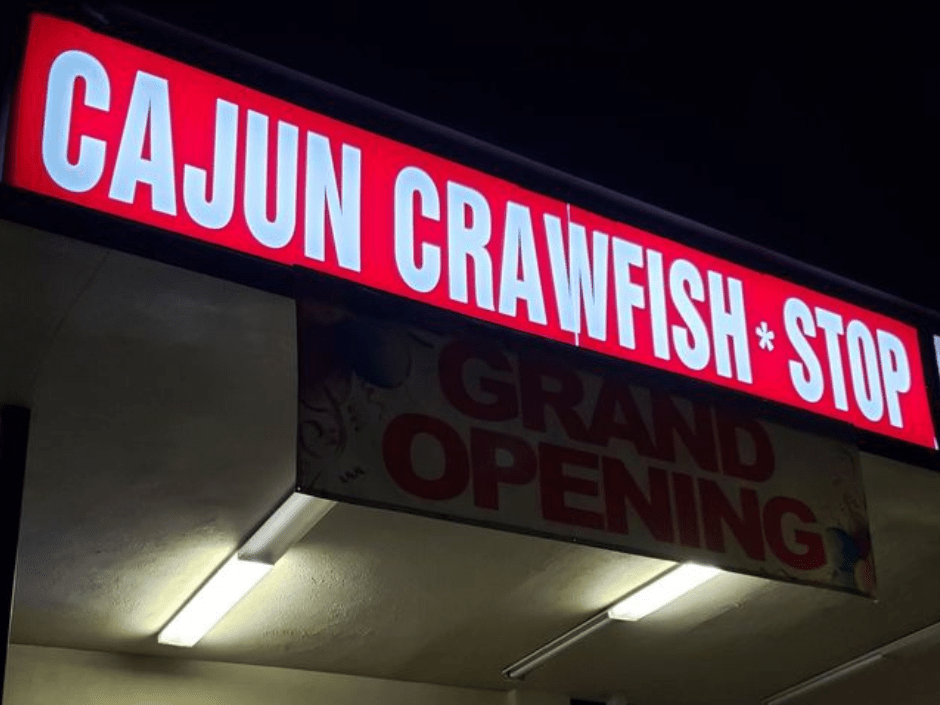 CAJUN CRAWFISH * STOP
GRAND
OPENING